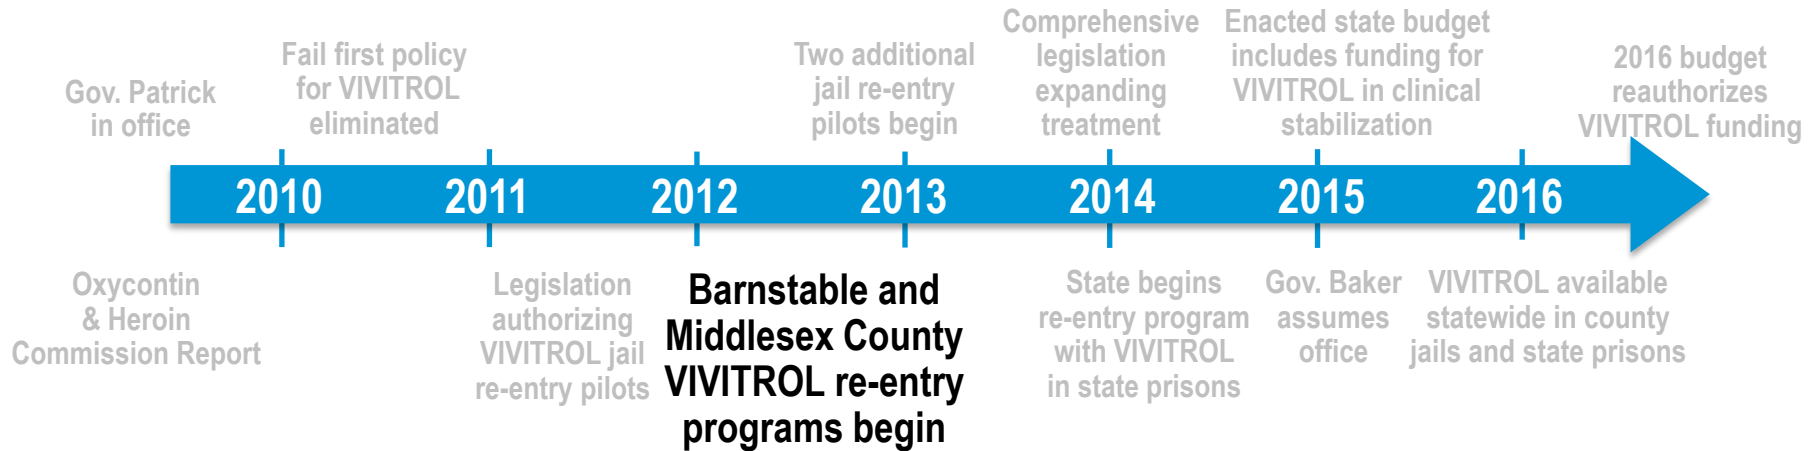 Gov. Patrick
in office
Fail first policy
for VIVITROL
eliminated
Two additional
jail re-entry
pilots begin
Comprehensive
legislation
expanding
treatment
Enacted state budget
includes funding for
VIVITROL in clinical
stabilization
2016 budget
reauthorizes
VIVITROL funding
2010 2011 2012 2013 2014 2015 2016
Oxycontin
& Heroin
Commission Report
Legislation
authorizing
VIVITROL jail
re-entry pilots
Barnstable and
Middlesex County
VIVITROL re-entry
programs begin
State begins
re-entry program
with VIVITROL
in state prisons
Gov. Baker
assumes
office
VIVITROL available
statewide in county
jails and state prisons